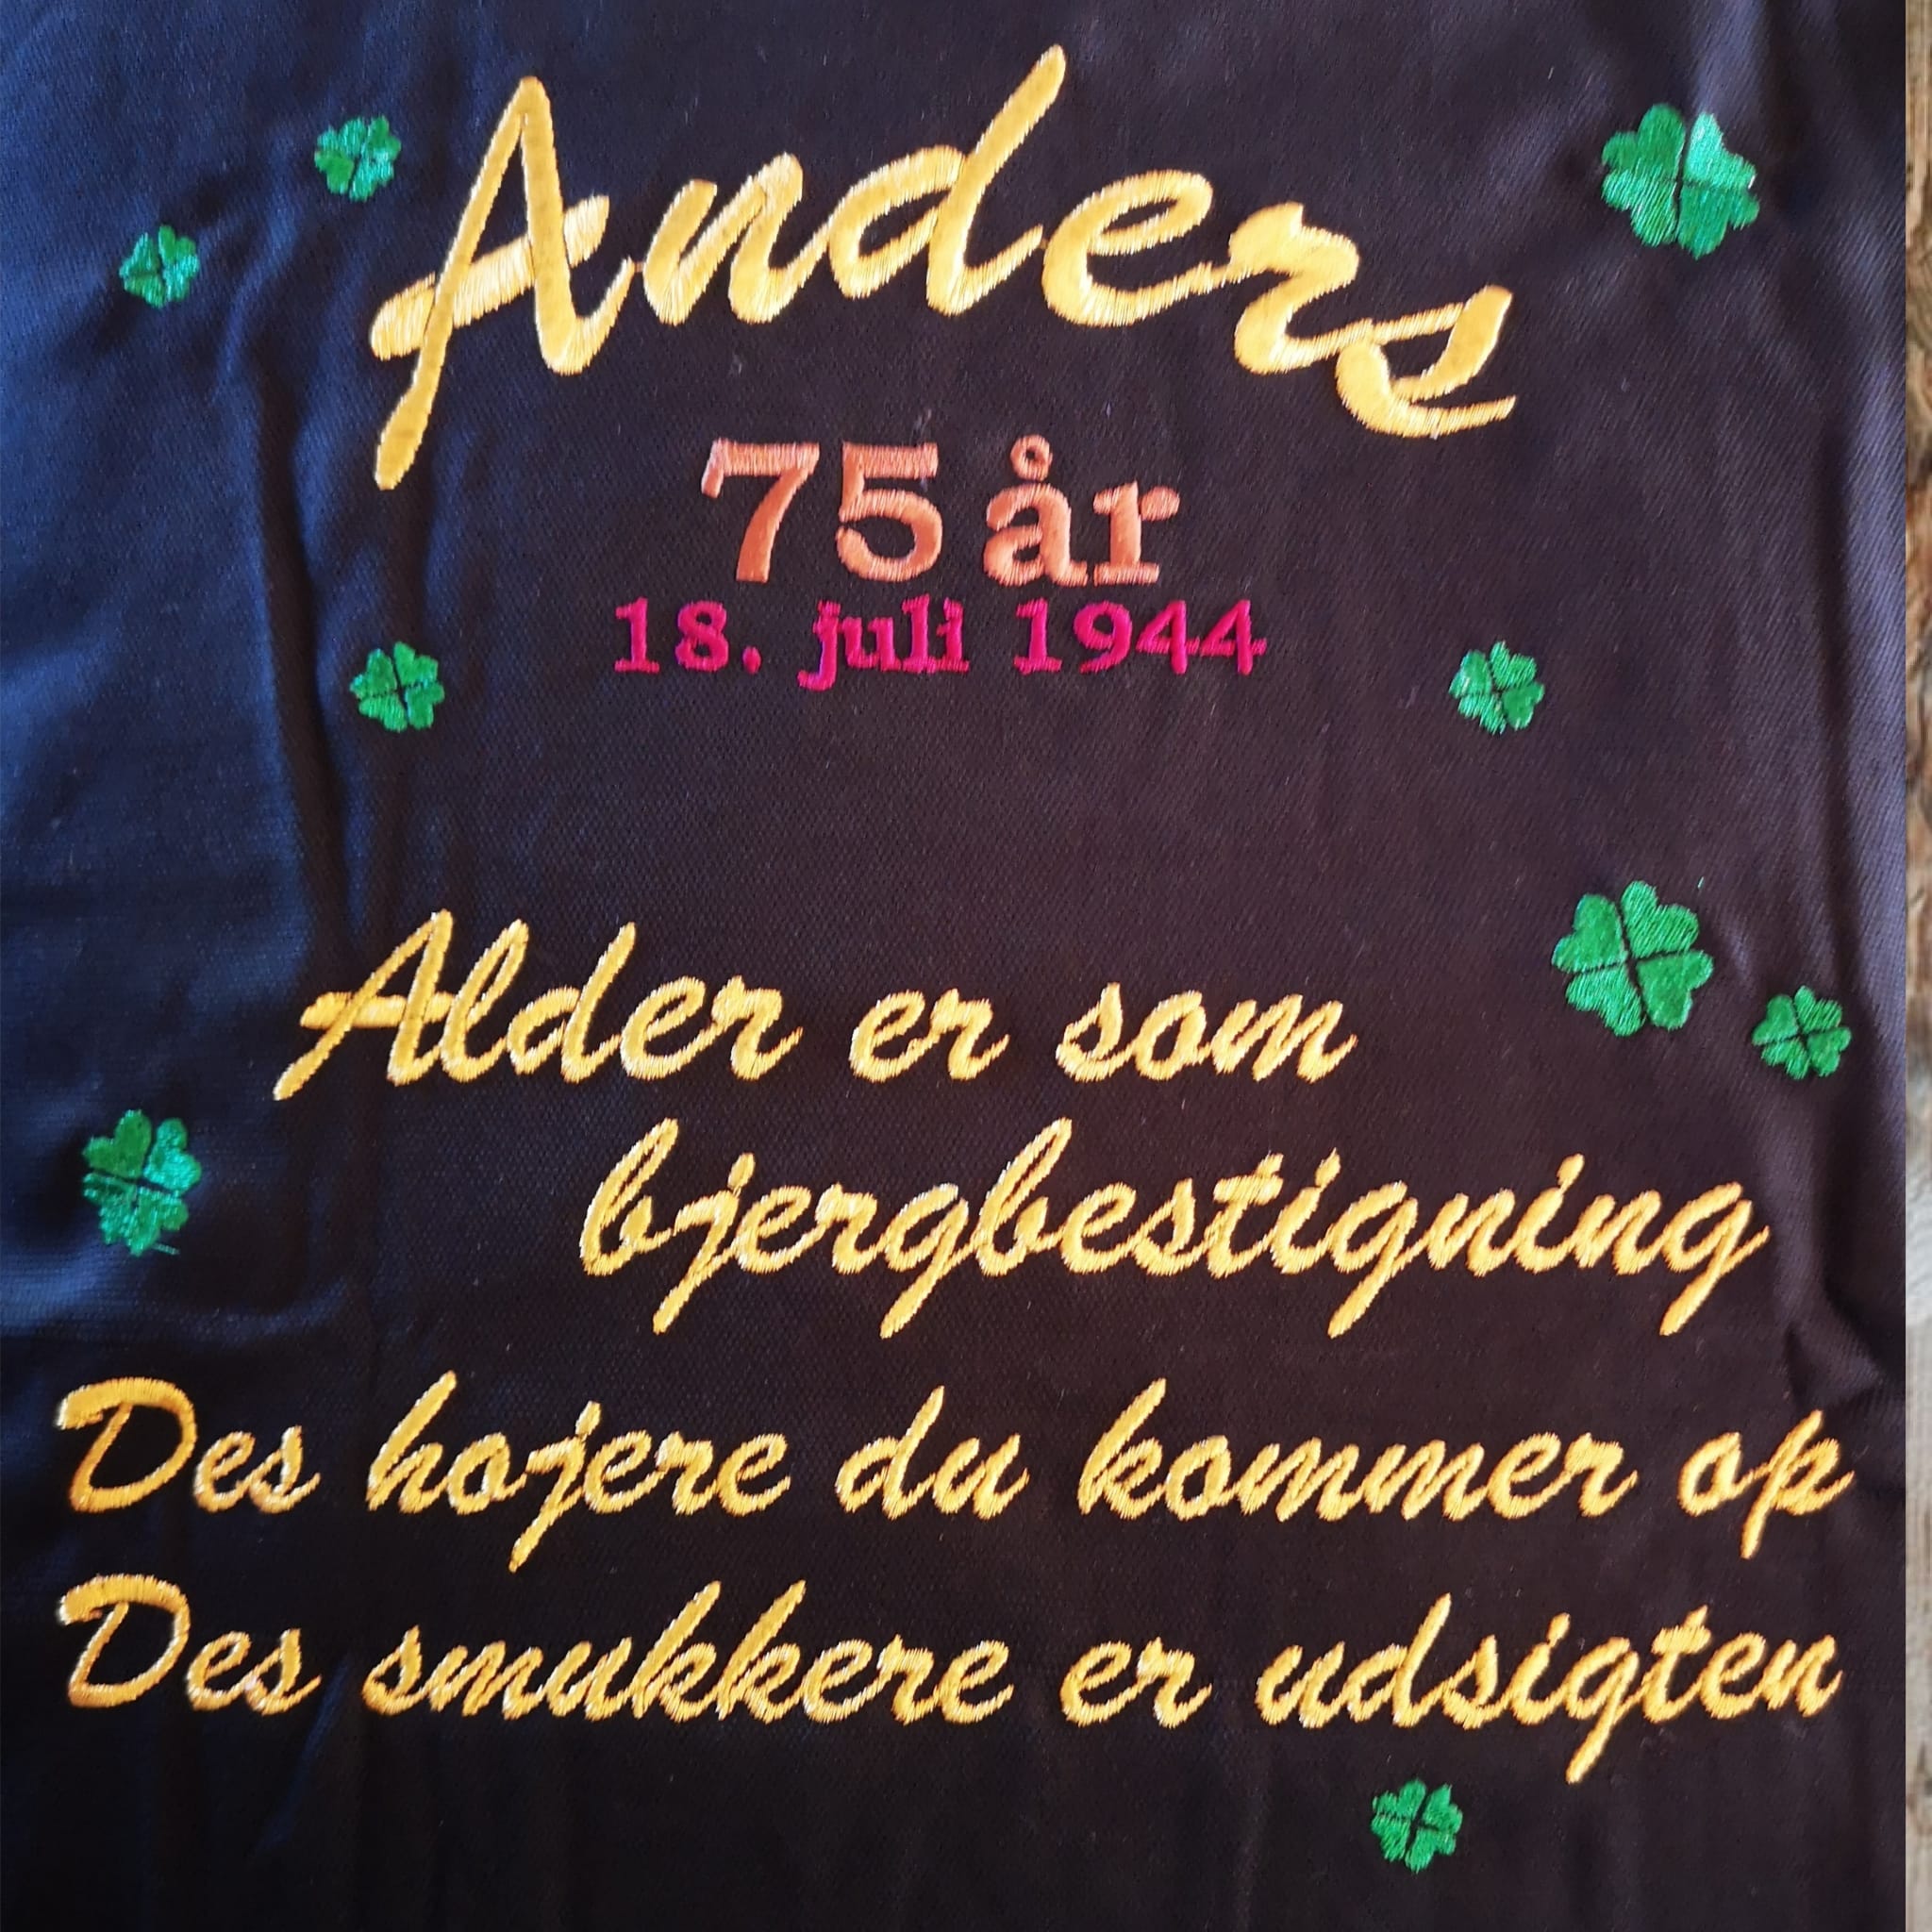 Anders
75 år
18. juli 1944
Alder er som
bjergbestigning
Des hojere du kommer op
Des smukkere er udsigten